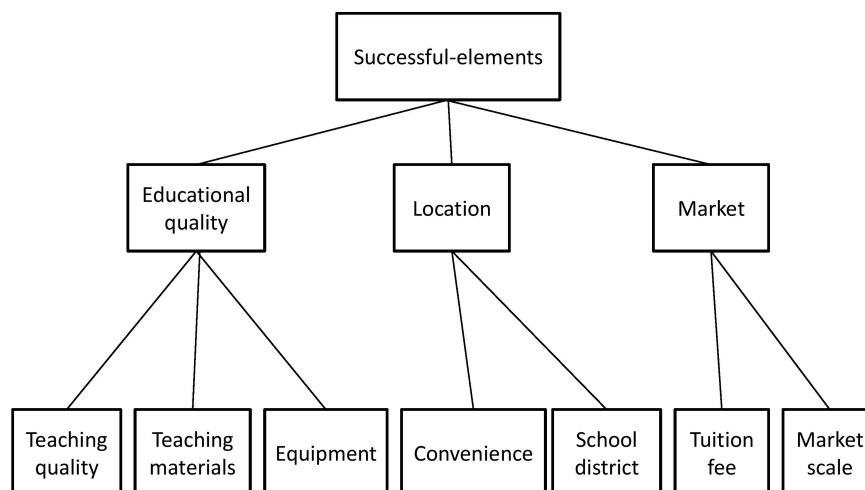 Successful-elements
Educational
quality
Location
Market
Teaching
quality
Teaching
materials
Equipment
Convenience
School
district
Tuition
fee
Market
scale